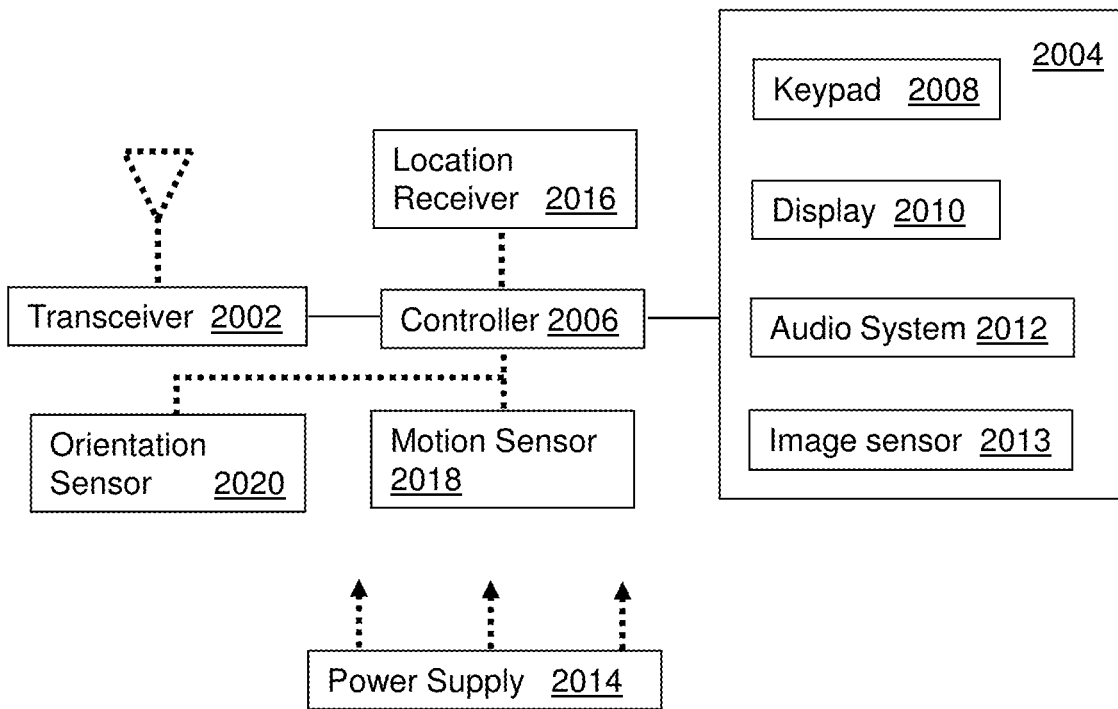 2004
Keypad 2008
Location
Receiver 2016
Display 2010
Transceiver 2002
Controller 2006
Audio System 2012
Orientation
Sensor 2020
Motion Sensor
2018
Image sensor 2013
Power Supply 2014